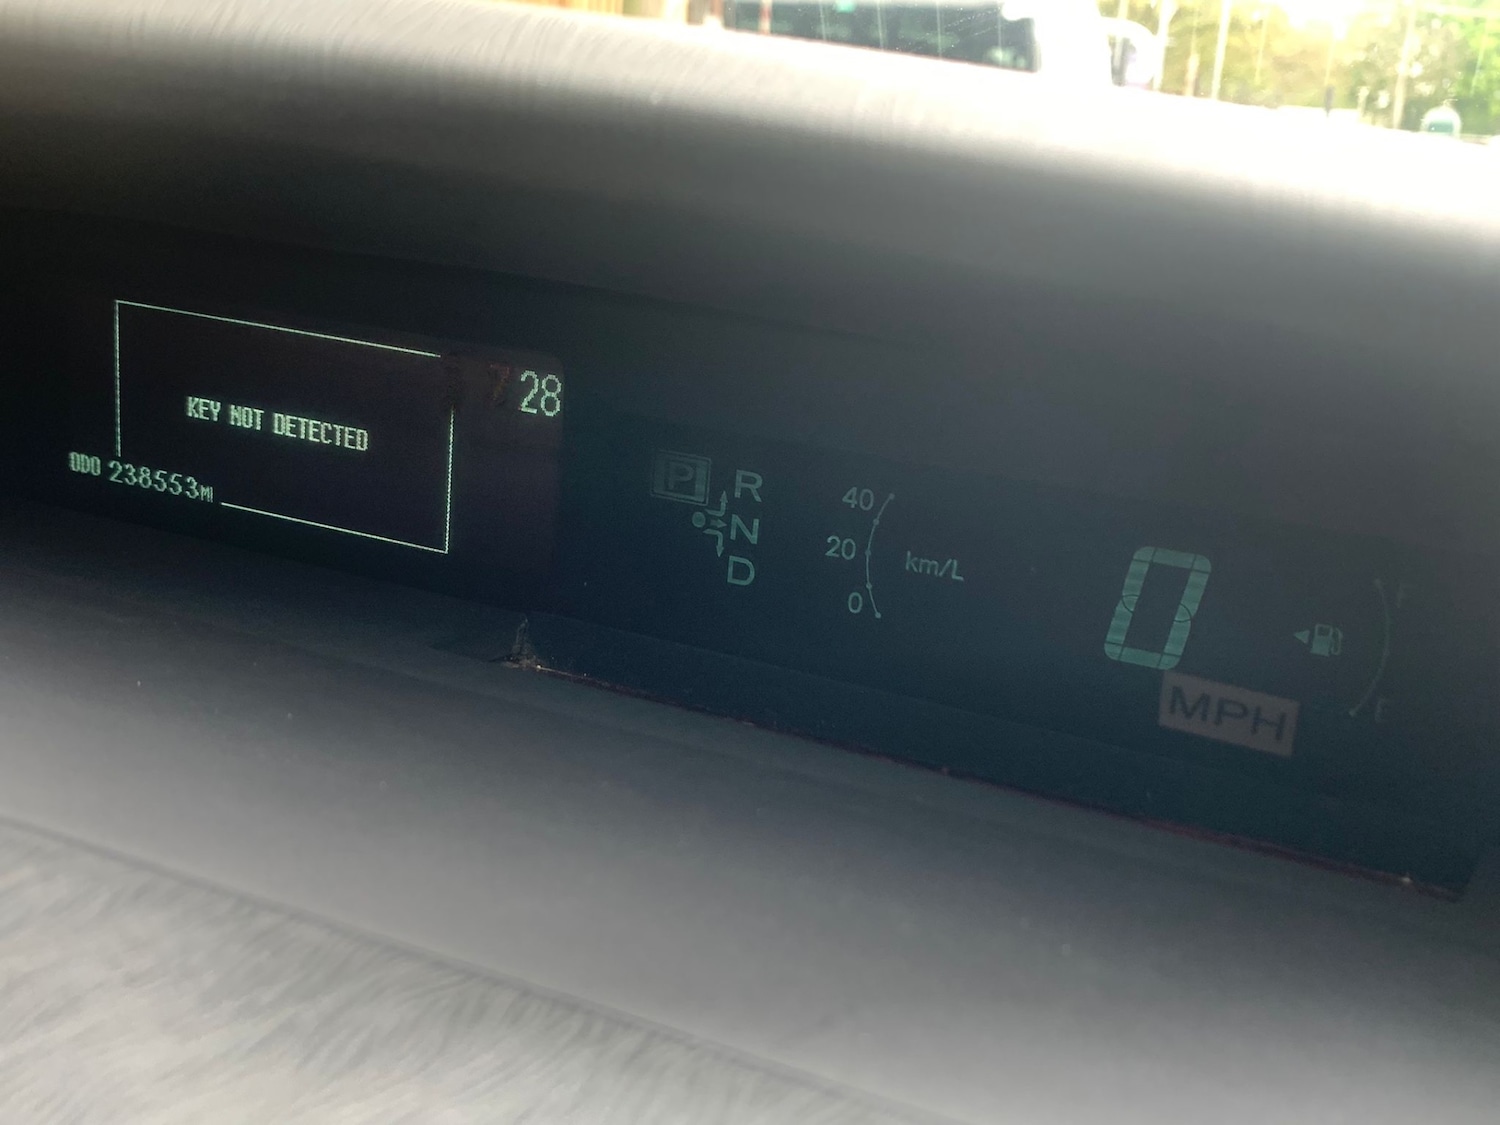 28
KEY NOT DETECTED
ODO 238553MI
P R
N
D
40
20
0
km/L
0
MPH